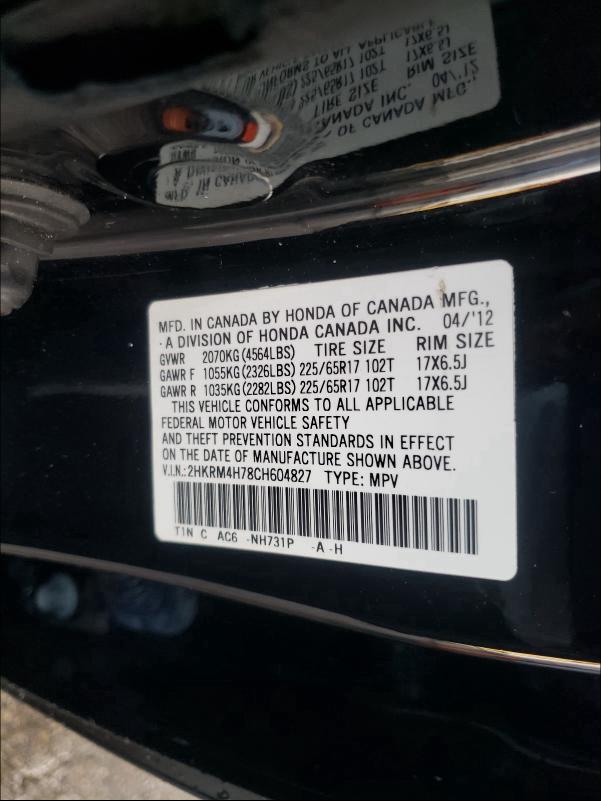 MFD. IN CANADA BY HONDA OF CANADA MFG.,
A DIVISION OF HONDA CANADA INC. 04/'12
GVWR 2070KG(4564LBS) TIRE SIZE RIM SIZE
GAWR F 1055KG(2326LBS) 225/65R17 102T 17X6.5J
GAWR R 1035KG(2282LBS) 225/65R17 102T 17X6.5J
THIS VEHICLE CONFORMS TO ALL APPLICABLE
FEDERAL MOTOR VEHICLE SAFETY
AND THEFT PREVENTION STANDARDS IN EFFECT
ON THE DATE OF MANUFACTURE SHOWN ABOVE.
V.I.N.:2HKRM4H78CH604827 TYPE: MPV
T1N C AC6 -NH731P -A -H